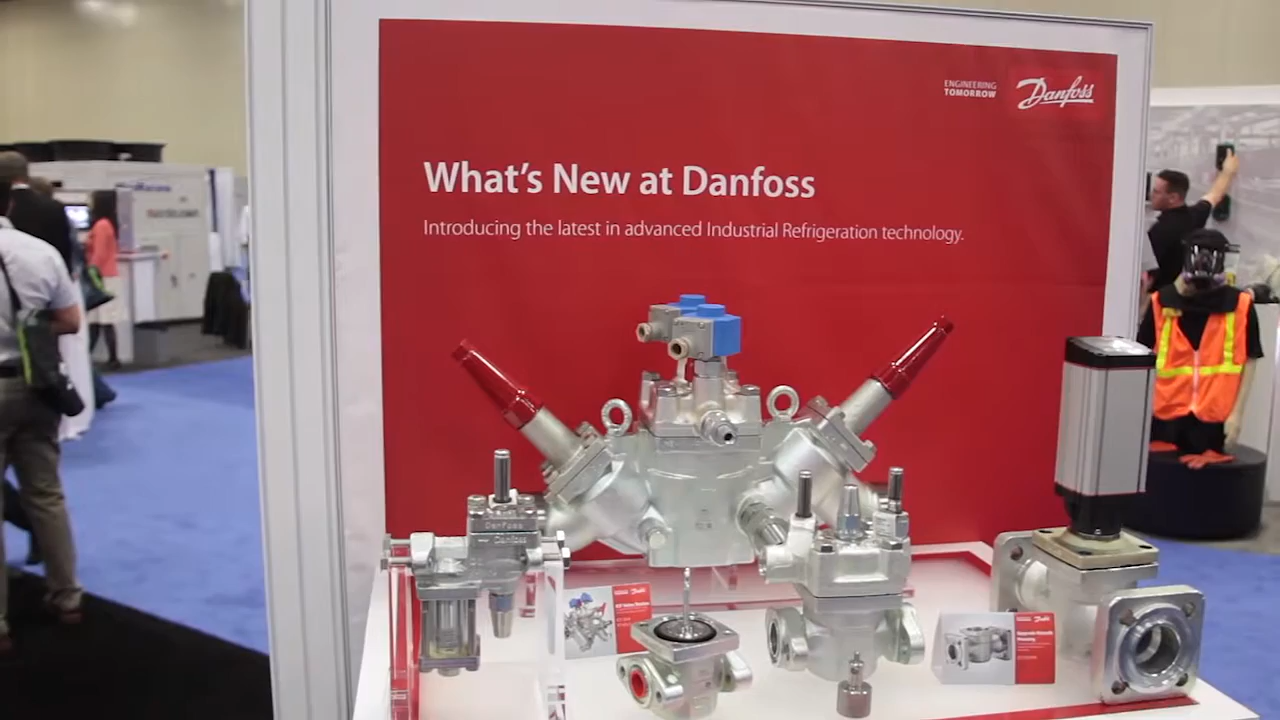 ENGINEERING
TOMORROW
Danfoss
What's New at Danfoss
Introducing the latest in advanced Industrial Refrigeration technology.
Danfoss
Danfoss